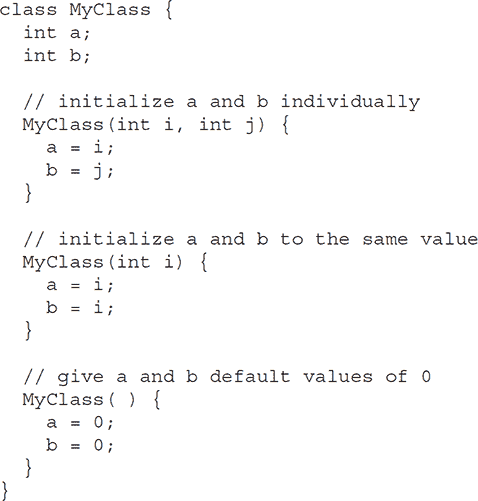 class MyClass {
  int a;
  int b;

  // initialize a and b individually
  MyClass(int i, int j) {
    a = i;
    b = j;
  }

  // initialize a and b to the same value
  MyClass(int i) {
    a = i;
    b = i;
  }

  // give a and b default values of 0
  MyClass( ) {
    a = 0;
    b = 0;
  }
}